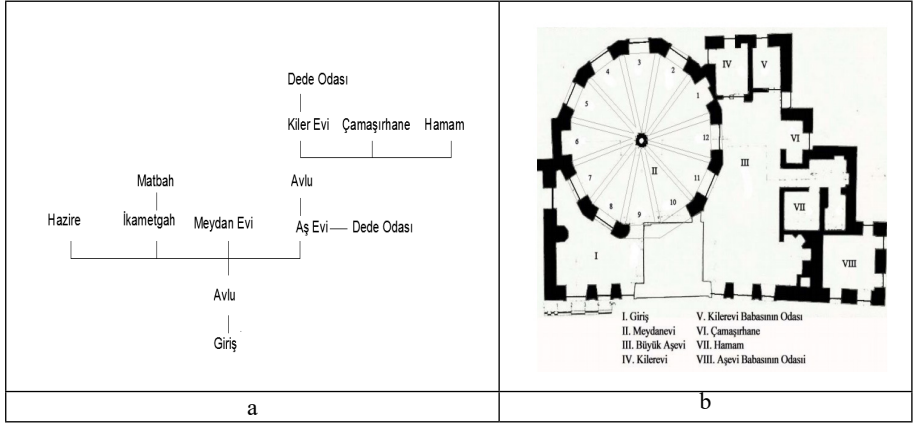 Dede Odası
Kiler Evi Çamaşırhane Hamam
Matbah
Avlu
Hazire İkametgah Meydan Evi Aş Evi Dede Odası
Avlu
Giriş
a
3
4 2
5 1
6 12
7 11
8 9 10
I
II
III
IV V
VI
VII
VIII
I. Giriş V. Kilerevi Babasının Odası
II. Meydanevi VI. Çamaşırhane
III. Büyük Aşevi VII. Hamam
IV. Kilerevi VIII. Aşevi Babasının Odasıi
b